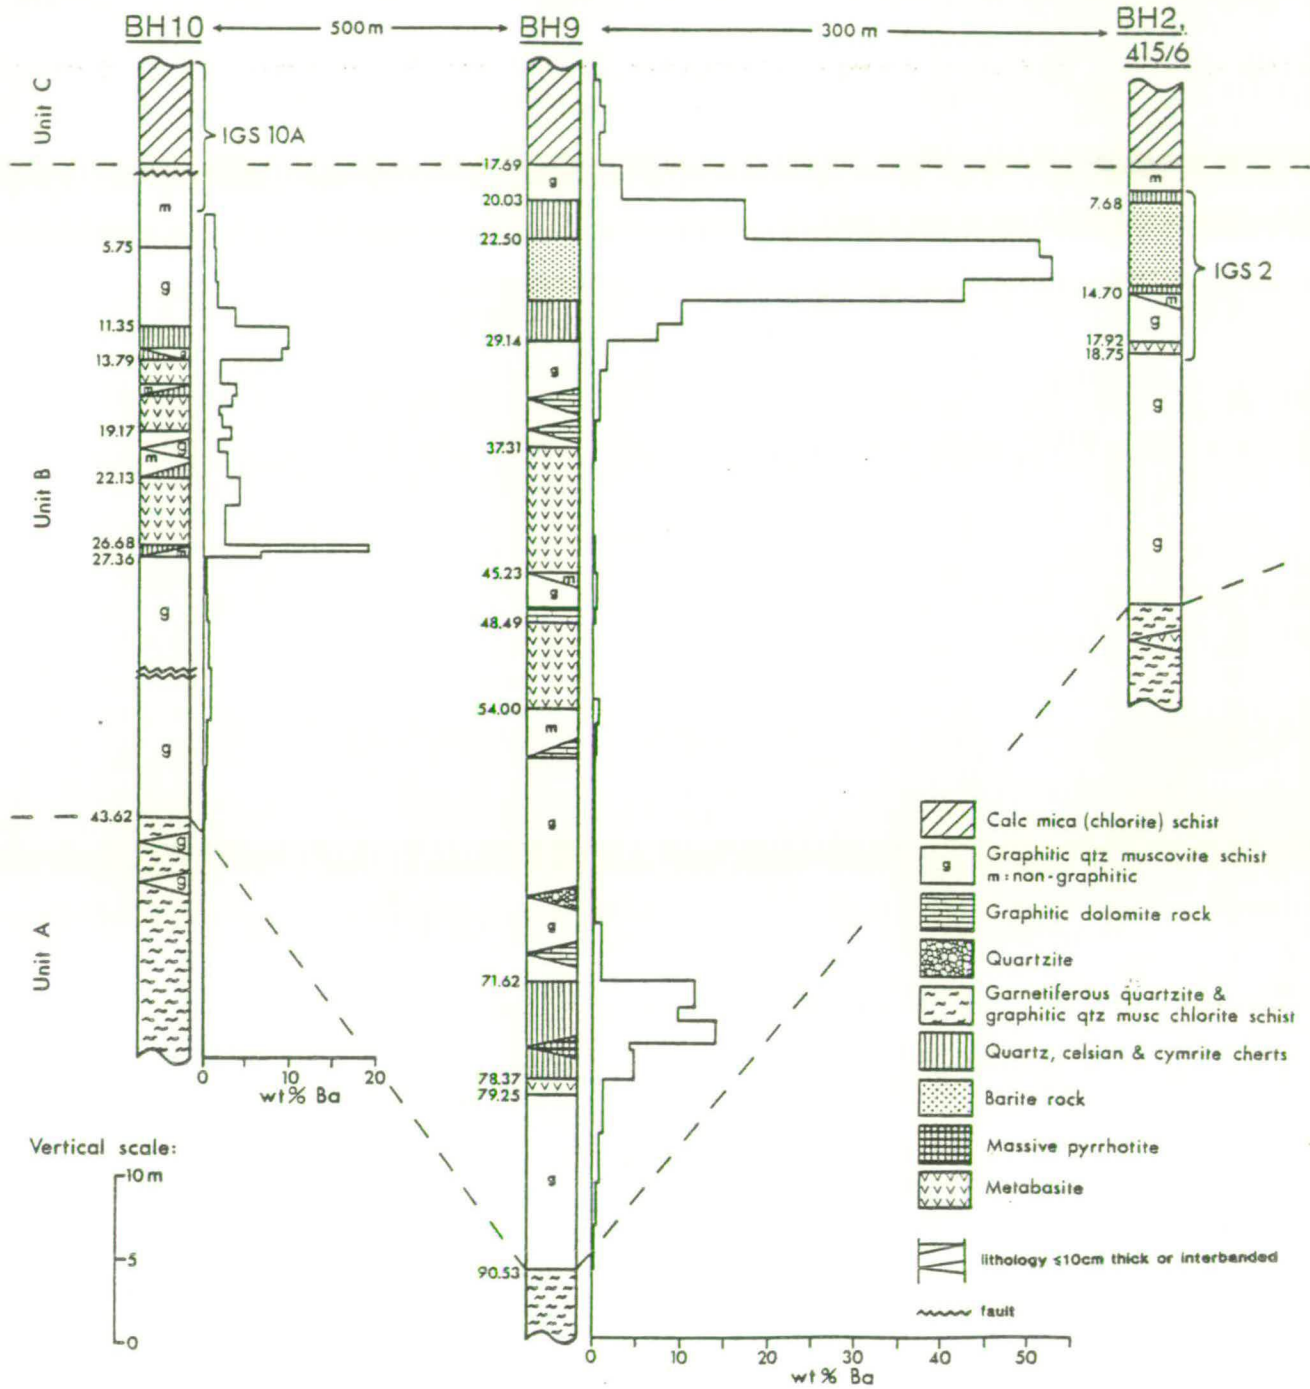 BH10
500m
BH9
300 m
BH2,
415/6
Unit C
IGS 10A
17.69
g
20.03
22.50
29.14
g
37.31
45.23
m
g
48.49
54.00
m
g
g
71.62
78.37
79.25
g
90.53
m
5.75
g
11.35
g
13.79
m
19.17
g
m
22.13
26.68
m
27.36
g
g
43.62
g
g
Unit B
Unit A
m
7.68
IGS 2
14.70
m
g
17.92
18.75
g
g
0 10 20
wt% Ba
Vertical scale:
10m
5
0
0 10 20 30 40 50
wt% Ba
Calc mica (chlorite) schist
g
Graphitic qtz muscovite schist
m:non-graphitic
Graphitic dolomite rock
Quartzite
Garnetiferous quartzite &
graphitic qtz musc chlorite schist
Quartz, celsian & cymrite cherts
Barite rock
Massive pyrrhotite
Metabasite
lithology ≤10cm thick or interbanded
fault